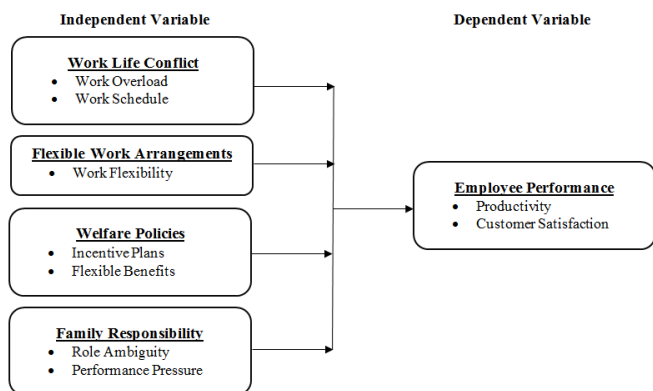 Independent Variable
Dependent Variable
Work Life Conflict
• Work Overload
• Work Schedule
Flexible Work Arrangements
• Work Flexibility
Welfare Policies
• Incentive Plans
• Flexible Benefits
Family Responsibility
• Role Ambiguity
• Performance Pressure
Employee Performance
• Productivity
• Customer Satisfaction